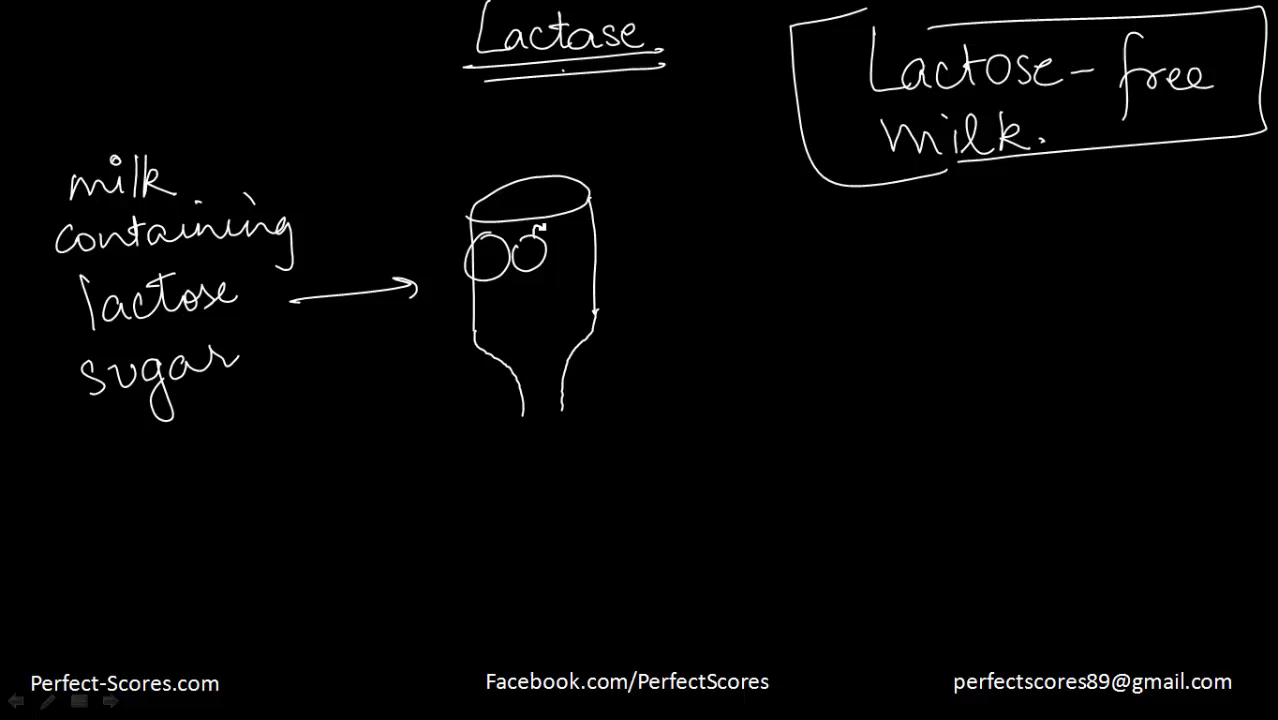 Lactase
Lactose-free
milk.
milk
containing
lactose
sugar
Perfect-Scores.com
Facebook.com/PerfectScores
perfectscores89@gmail.com